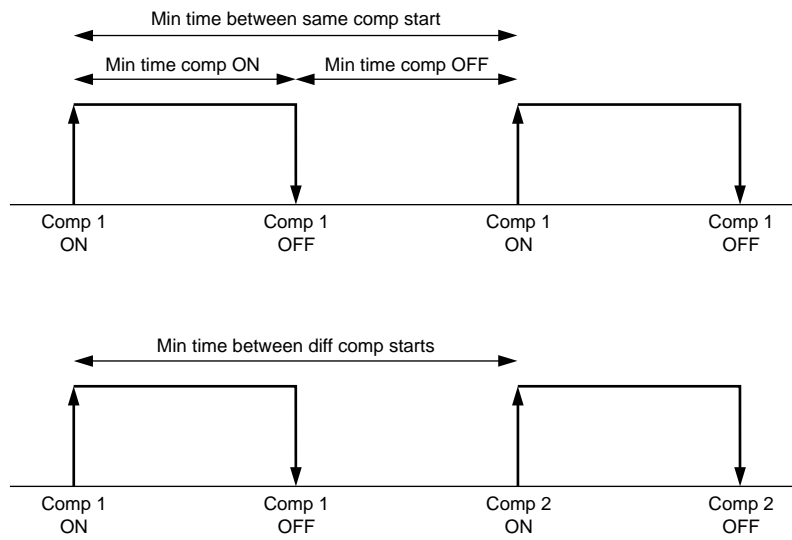 Min time between same comp start
Min time comp ON
Min time comp OFF
Comp 1
ON
Comp 1
OFF
Comp 1
ON
Comp 1
OFF
Min time between diff comp starts
Comp 1
ON
Comp 1
OFF
Comp 2
ON
Comp 2
OFF